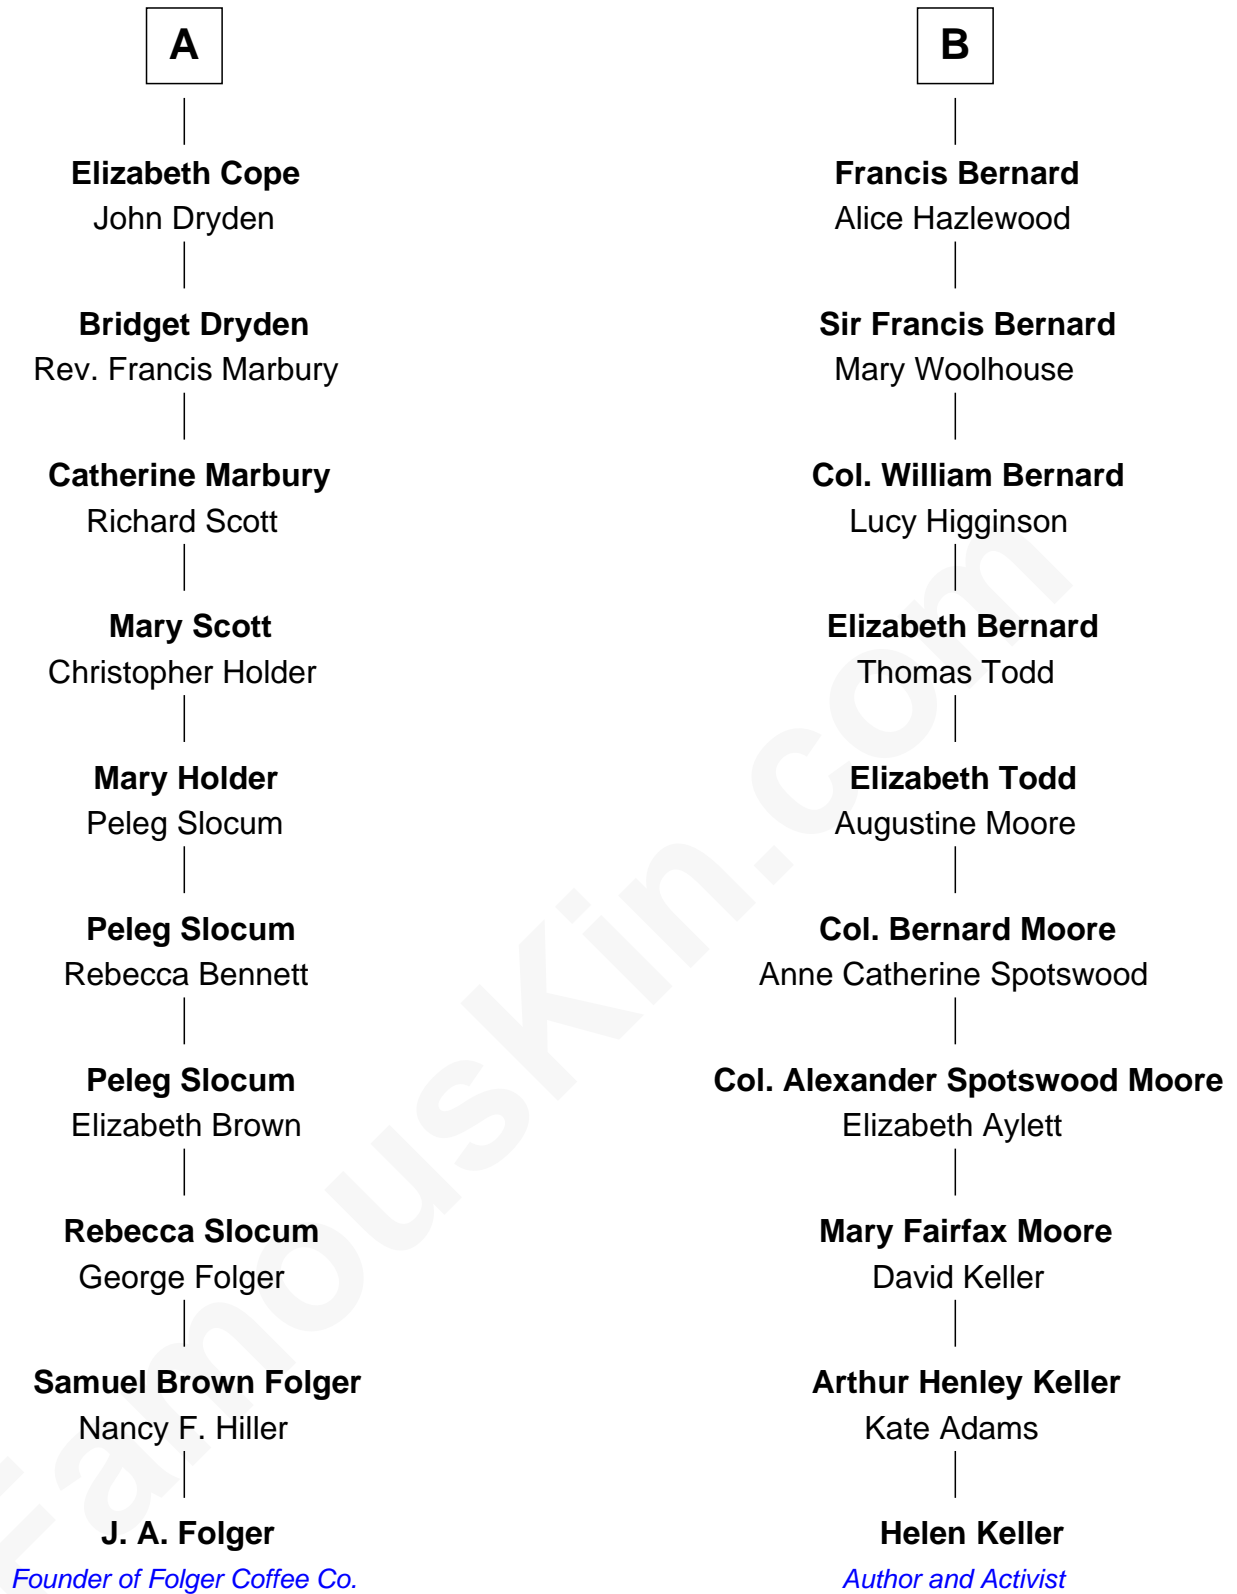 A
Elizabeth Cope
John Dryden
Bridget Dryden
Rev. Francis Marbury
Catherine Marbury
Richard Scott
Mary Scott
Christopher Holder
Mary Holder
Peleg Slocum
Peleg Slocum
Rebecca Bennett
Peleg Slocum
Elizabeth Brown
Rebecca Slocum
George Folger
Samuel Brown Folger
Nancy F. Hiller
J. A. Folger
Founder of Folger Coffee Co.
B
Francis Bernard
Alice Hazlewood
Sir Francis Bernard
Mary Woolhouse
Col. William Bernard
Lucy Higginson
Elizabeth Bernard
Thomas Todd
Elizabeth Todd
Augustine Moore
Col. Bernard Moore
Anne Catherine Spotswood
Col. Alexander Spotswood Moore
Elizabeth Aylett
Mary Fairfax Moore
David Keller
Arthur Henley Keller
Kate Adams
Helen Keller
Author and Activist
FamousKin.com